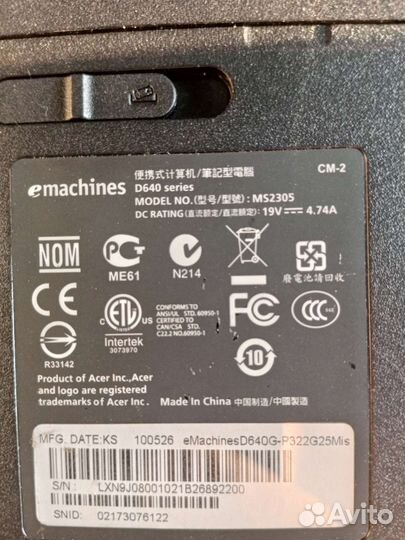 便携式计算机/筆記型電腦
CM-2
emachines
D640 series
MODEL NO.(型号/型號): MS2305
DC RATING(直流额定/直流額定): 19V 4.74A
NOM
PG
ME61
N214
廢電池請回收
CE
ETL
C US
LISTED
Intertek
3073970
CONFORMS TO
ANSI/UL STD. 60950-1
CERTIFIED TO
CAN/CSA STD.
C22.2 NO.60950-1
FC
CCC
R33142
10
Product of Acer Inc.,Acer
and logo are registered
trademarks of Acer Inc.
Made In China 中国制造/中國製造
MFG. DATE:KS 100526 eMachinesD640G-P322G25Mis
S/N: LXN9J08001021B26892200
SNID: 02173076122
Avito